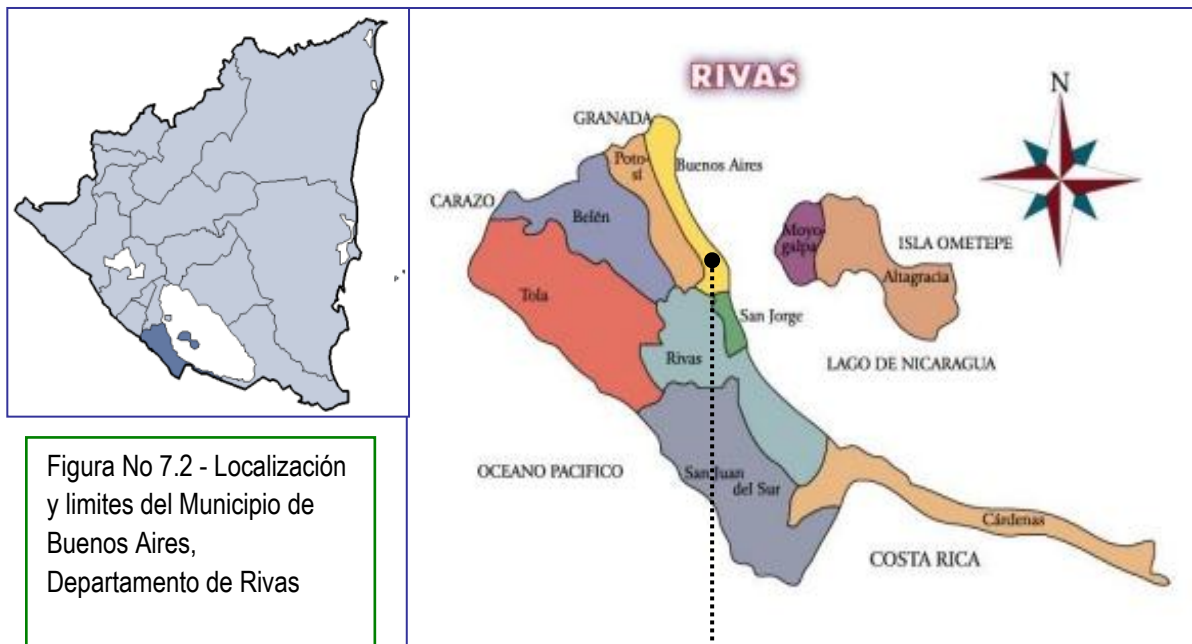 RIVAS
N
GRANADA
Poto-
sí
Buenos Aires
CARAZO
Belén
Moyo-
galpa
ISLA OMETEPE
Altagracia
Tola
San Jorge
Rivas
LAGO DE NICARAGUA
OCEANO PACIFICO
San Juan
del Sur
Cárdenas
COSTA RICA
Figura No 7.2 - Localización
y limites del Municipio de
Buenos Aires,
Departamento de Rivas